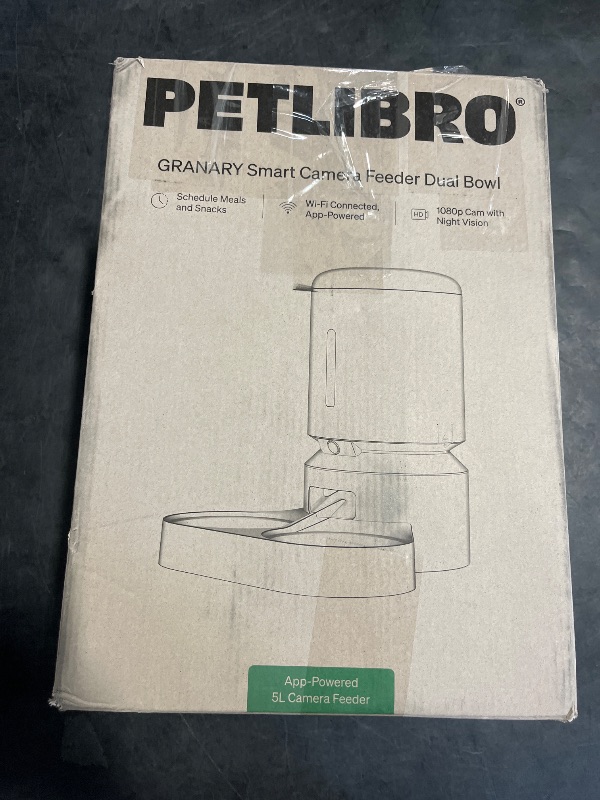 PETLIBRO®
GRANARY Smart Camera Feeder Dual Bowl
Schedule Meals
and Snacks
Wi-Fi Connected,
App-Powered
HD
1080p Cam with
Night Vision
App-Powered
5L Camera Feeder